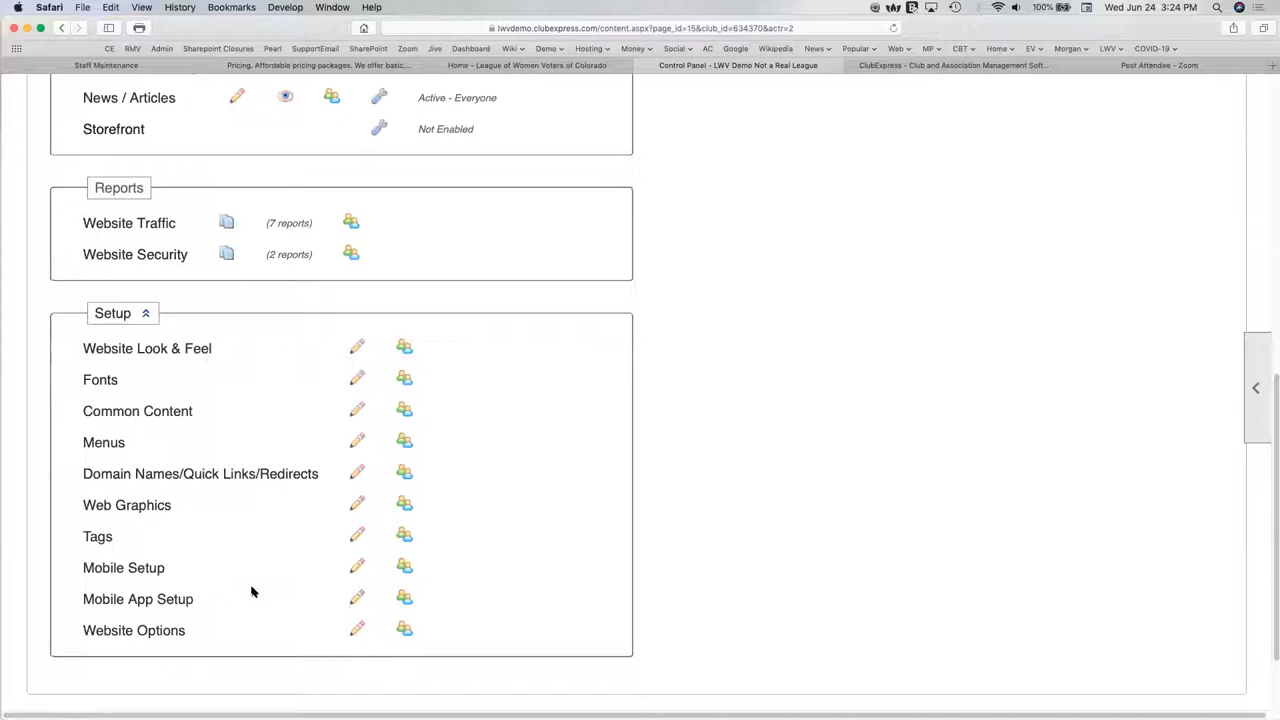 Safari File Edit View History Bookmarks Develop Window Help 100% Wed Jun 24 3:24 PM
lwvdemo.clubexpress.com/content.aspx?page_id=15&club_id=634370&actr=2
CE RMV Admin Sharepoint Closures Pearl SupportEmail SharePoint Zoom Jive Dashboard Wiki Demo Hosting Money Social AC Google Wikipedia News Popular Web MP CBT Home EV Morgan LWV COVID-19
Staff Maintenance Pricing. Affordable pricing packages. We offer basic,... Home - League of Women Voters of Colorado Control Panel - LWV Demo Not a Real League ClubExpress - Club and Association Management Soft... Post Attendee - Zoom
News / Articles Active - Everyone
Storefront Not Enabled
Reports
Website Traffic (7 reports)
Website Security (2 reports)
Setup
Website Look & Feel
Fonts
Common Content
Menus
Domain Names/Quick Links/Redirects
Web Graphics
Tags
Mobile Setup
Mobile App Setup
Website Options